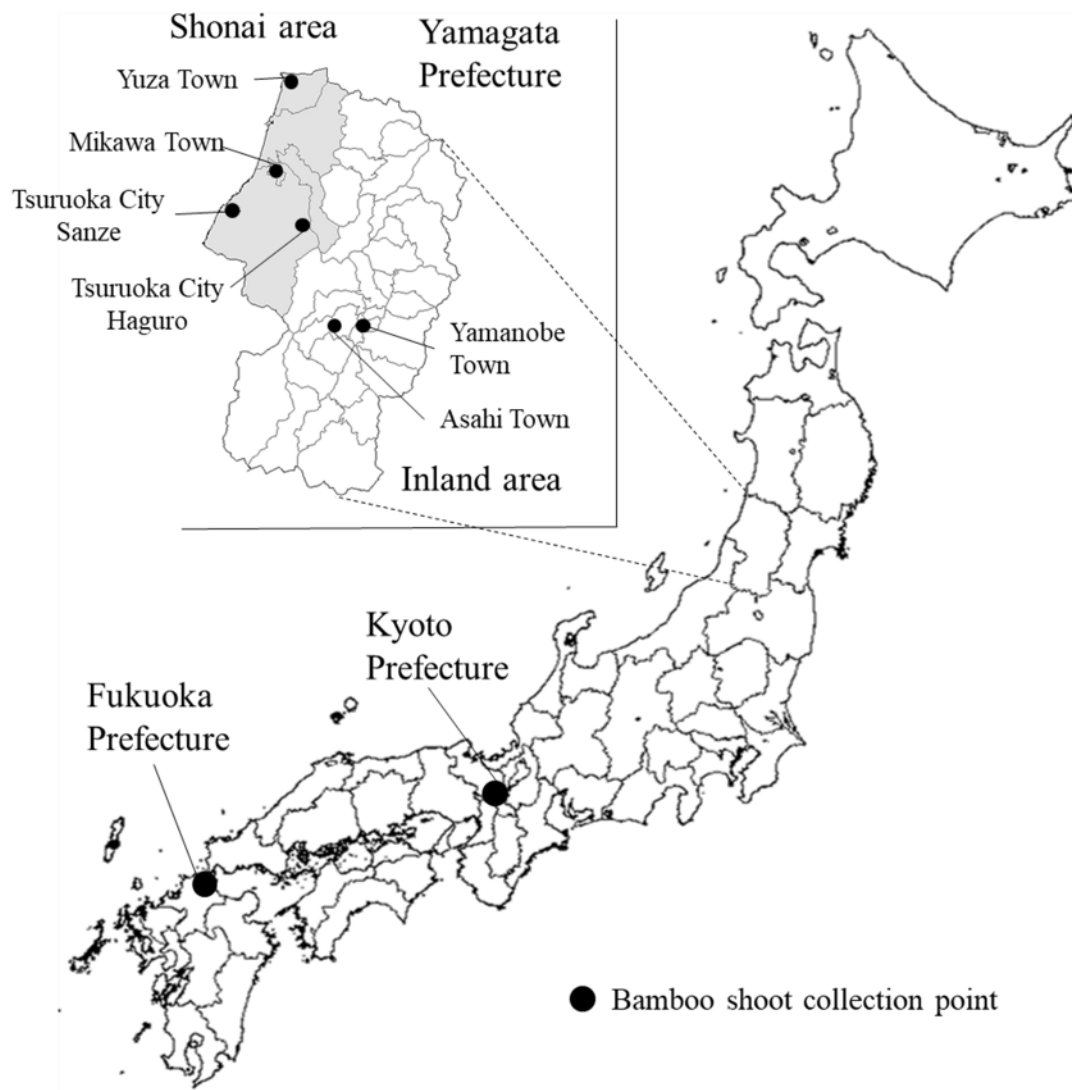 Shonai area
Yamagata
Prefecture
Yuza Town
Mikawa Town
Tsuruoka City
Sanze
Tsuruoka City
Haguro
Yamanobe
Town
Asahi Town
Inland area
Kyoto
Prefecture
Fukuoka
Prefecture
Bamboo shoot collection point